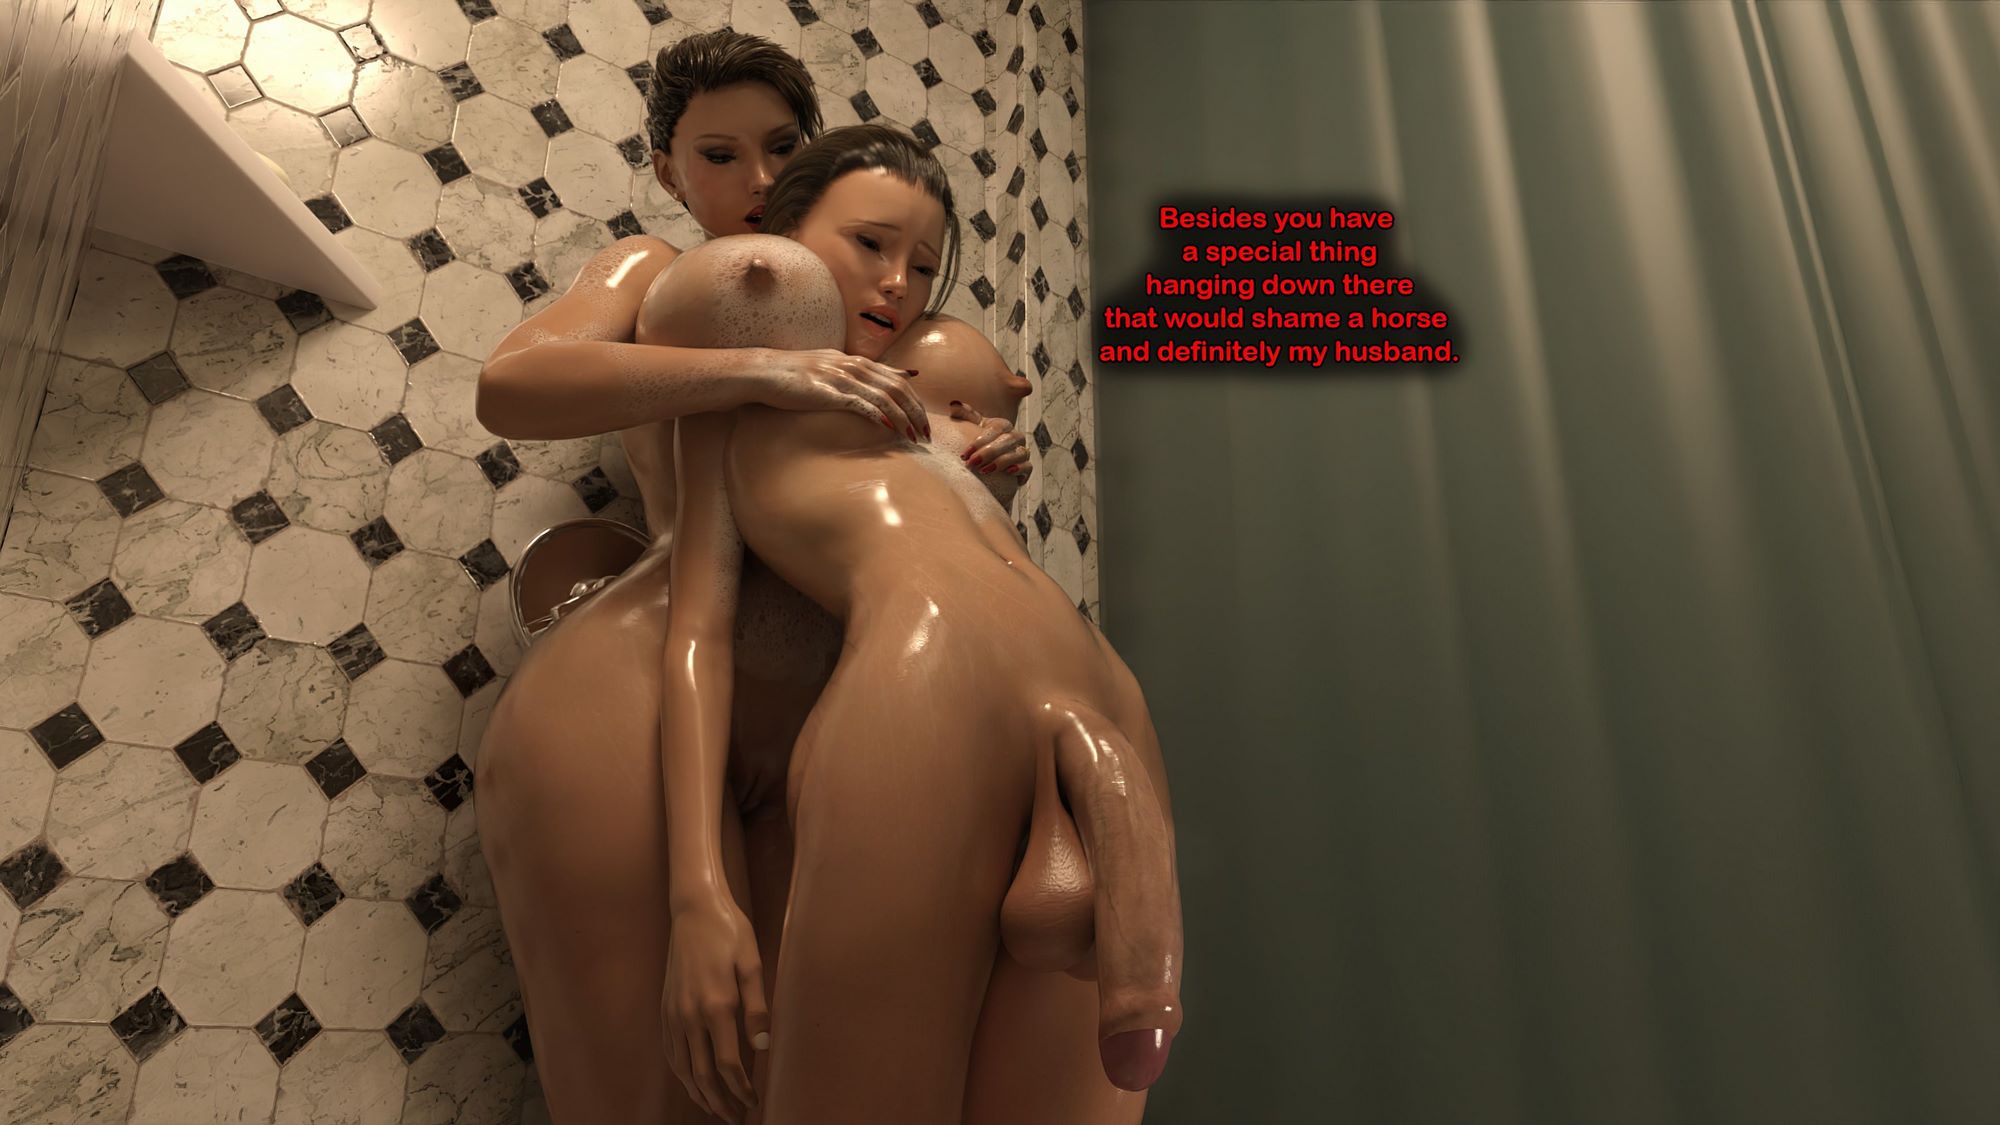 Besides you have
a special thing
hanging down there
that would shame a horse
and definitely my husband.